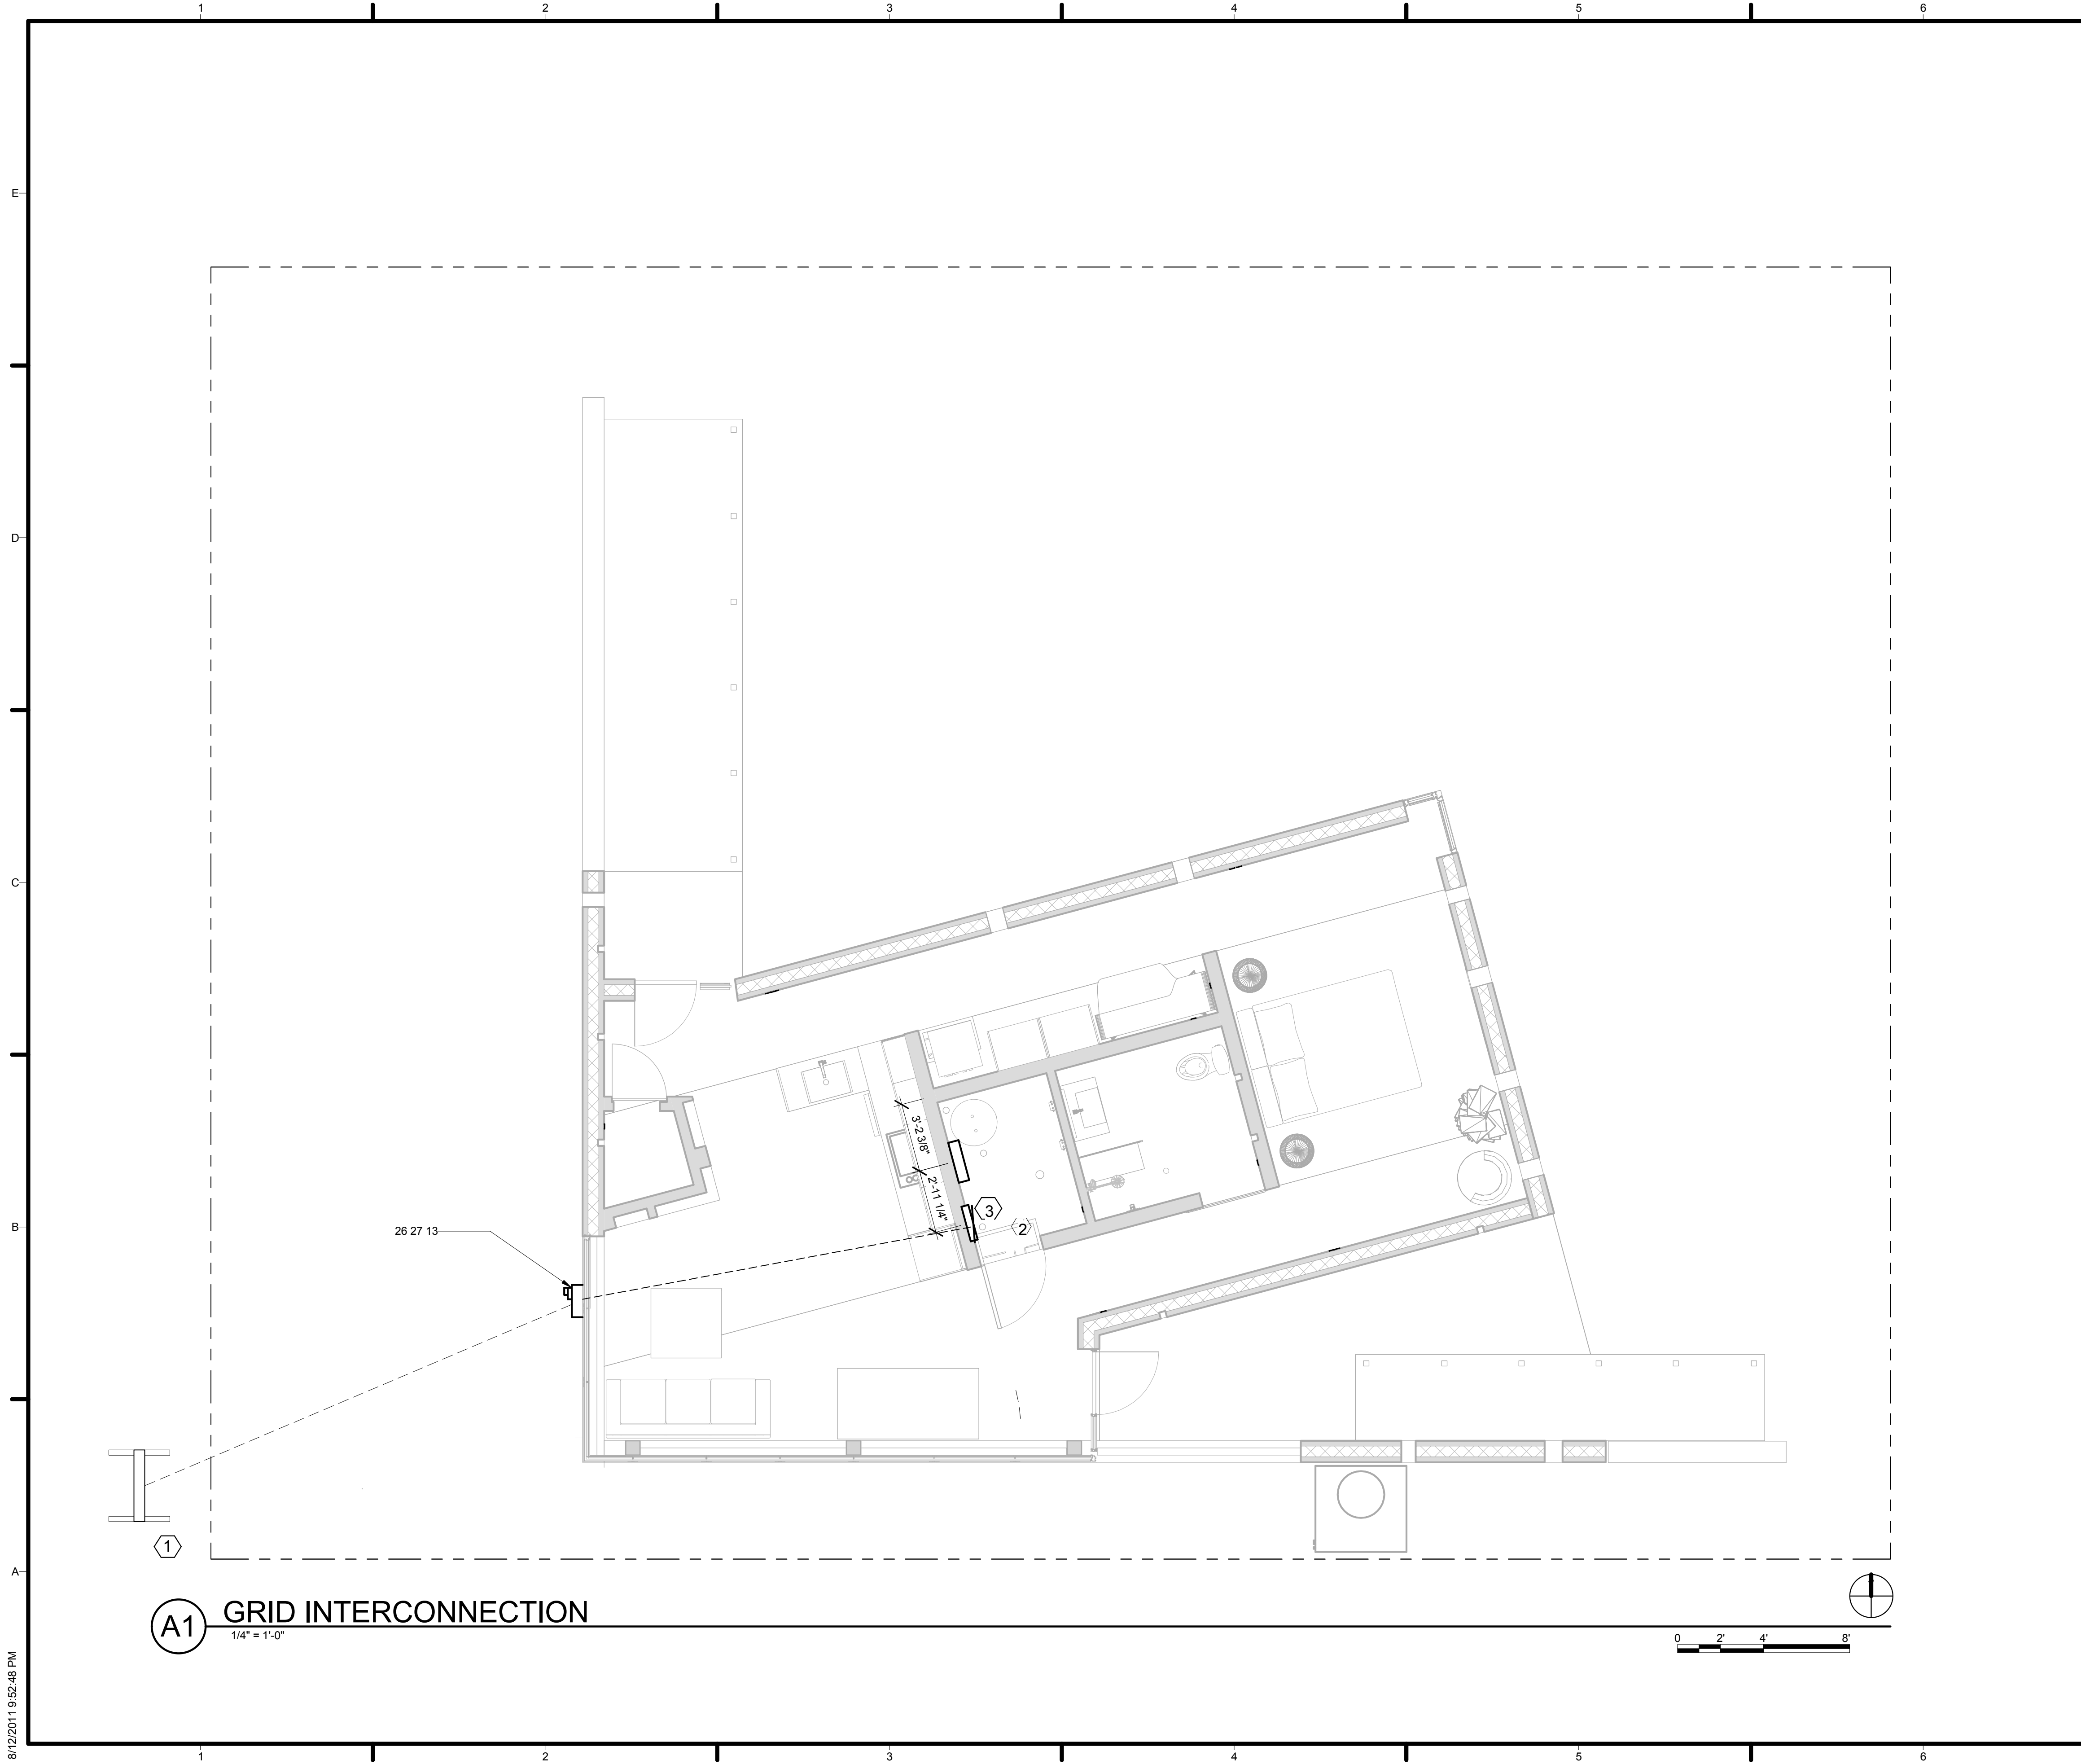 1 2 3 4 5 6
E
D
C
B
A
3'-2 3/8"
2'-11 1/4"
3
2
26 27 13
1
A1 GRID INTERCONNECTION
1/4" = 1'-0"
0 2' 4' 8'
8/12/2011 9:52:48 PM
1 2 3 4 5 6